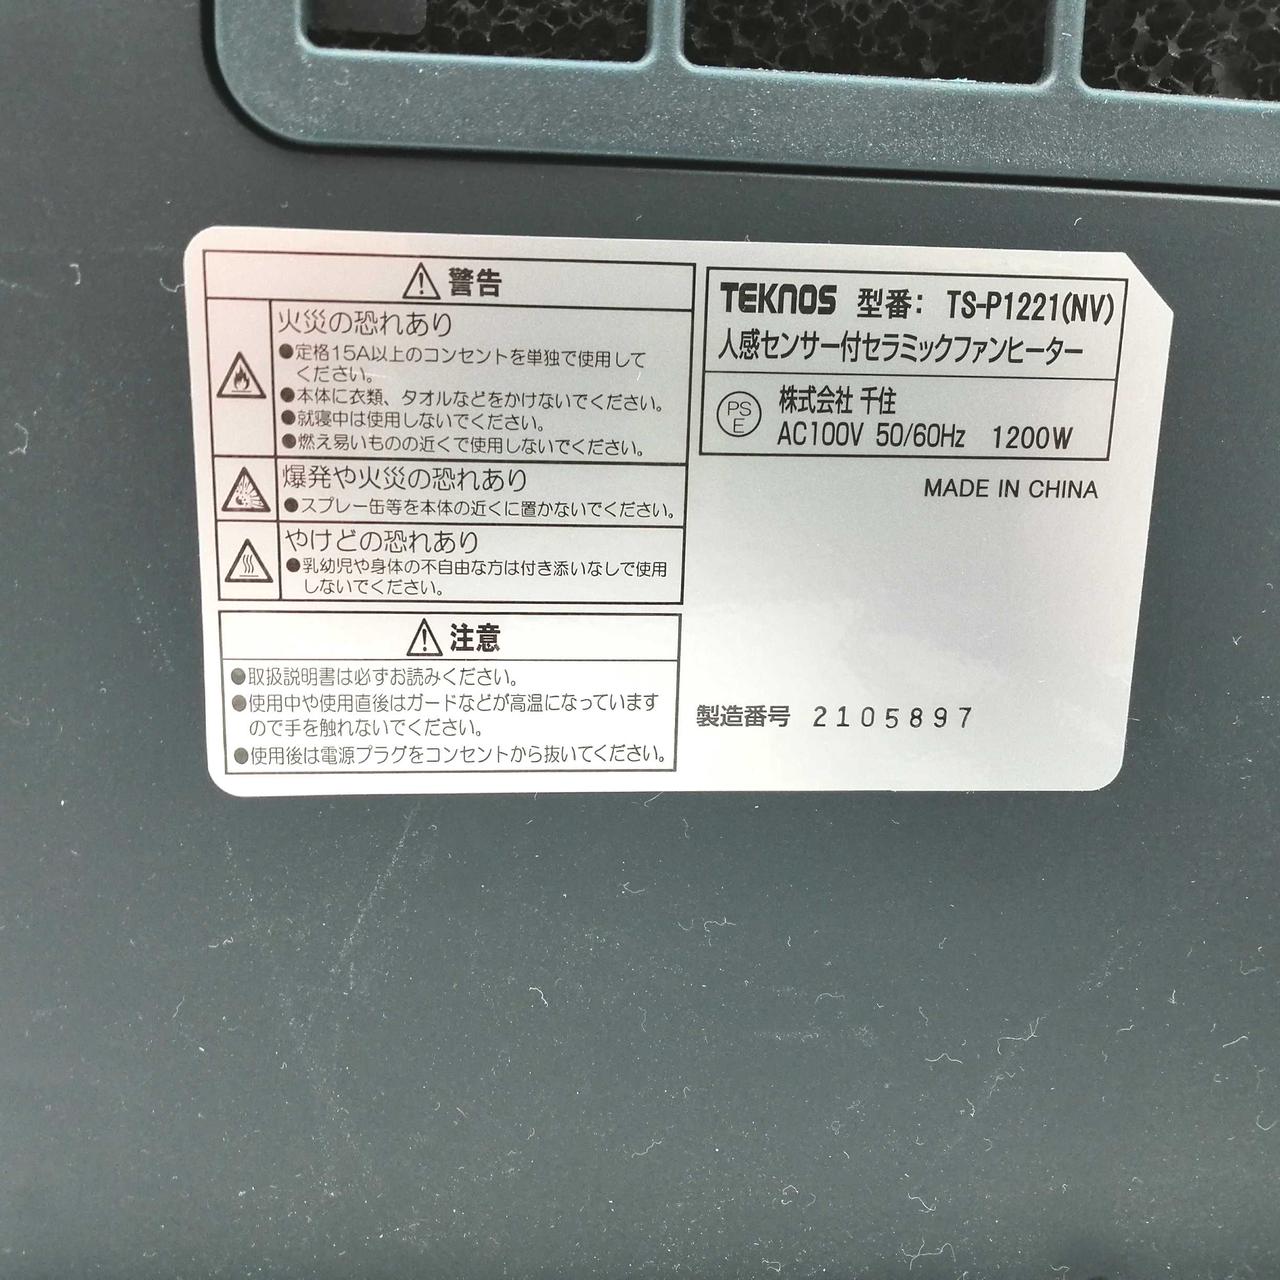 警告
火災の恐れあり
●定格15A以上のコンセントを単独で使用して
ください。
●本体に衣類、タオルなどをかけないでください。
●就寝中は使用しないでください。
●燃え易いものの近くで使用しないでください。
爆発や火災の恐れあり
●スプレー缶等を本体の近くに置かないでください。
やけどの恐れあり
●乳幼児や身体の不自由な方は付き添いなしで使用
しないでください。
注意
●取扱説明書は必ずお読みください。
●使用中や使用直後はガードなどが高温になっています
ので手を触れないでください。
●使用後は電源プラグをコンセントから抜いてください。
TEKNOS 型番: TS-P1221(NV)
人感センサー付セラミックファンヒーター
PS
E
株式会社 千住
AC100V 50/60Hz 1200W
MADE IN CHINA
製造番号 2105897